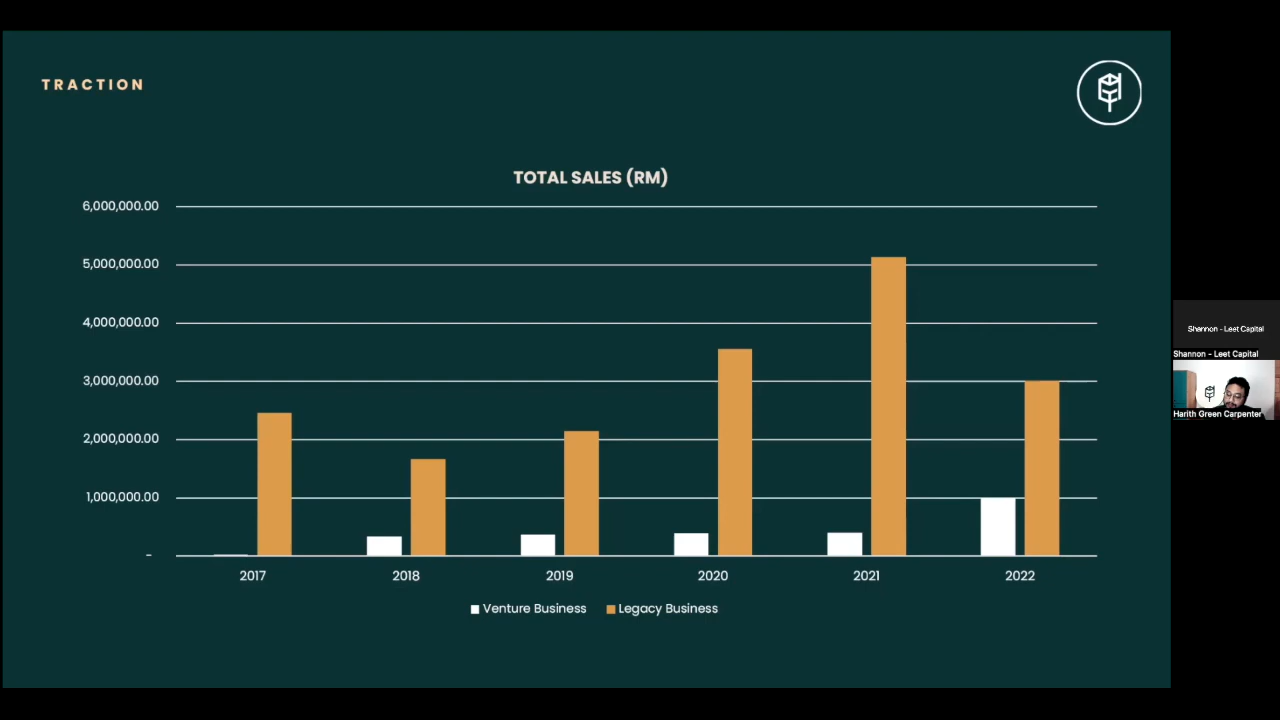 TRACTION
TOTAL SALES (RM)
6,000,000.00
5,000,000.00
4,000,000.00
3,000,000.00
2,000,000.00
1,000,000.00
-
2017 2018 2019 2020 2021 2022
Venture Business Legacy Business
Shannon - Leet Capital
Shannon - Leet Capital
Harith Green Carpenter